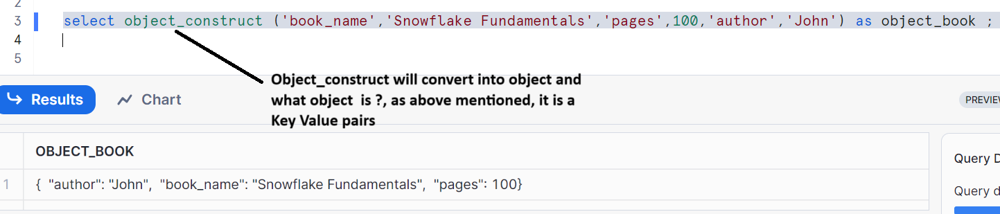 2
3 select object_construct ('book_name','Snowflake Fundamentals','pages',100,'author','John') as object_book ;
4
5
Object_construct will convert into object and
what object is ?, as above mentioned, it is a
Key Value pairs
Results Chart
OBJECT_BOOK
1 { "author": "John", "book_name": "Snowflake Fundamentals", "pages": 100}
Query
Query